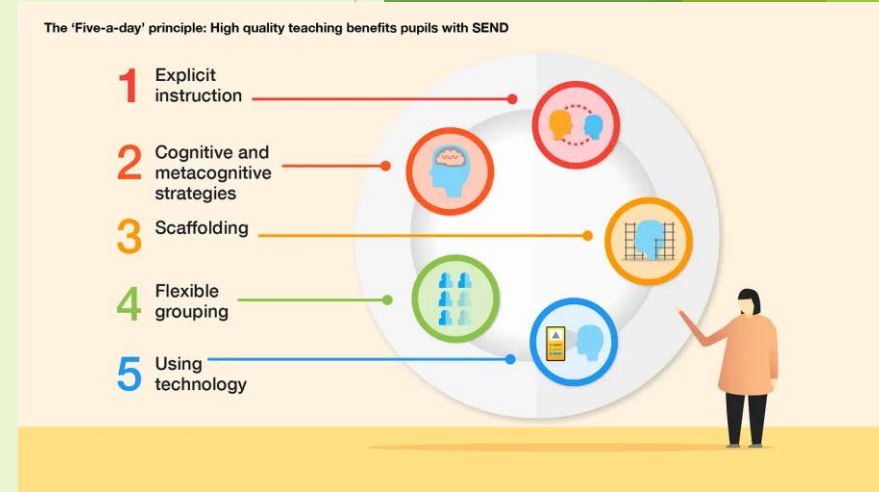 The ‘Five-a-day’ principle: High quality teaching benefits pupils with SEND
1 Explicit
instruction
2 Cognitive and
metacognitive
strategies
3 Scaffolding
4 Flexible
grouping
5 Using
technology